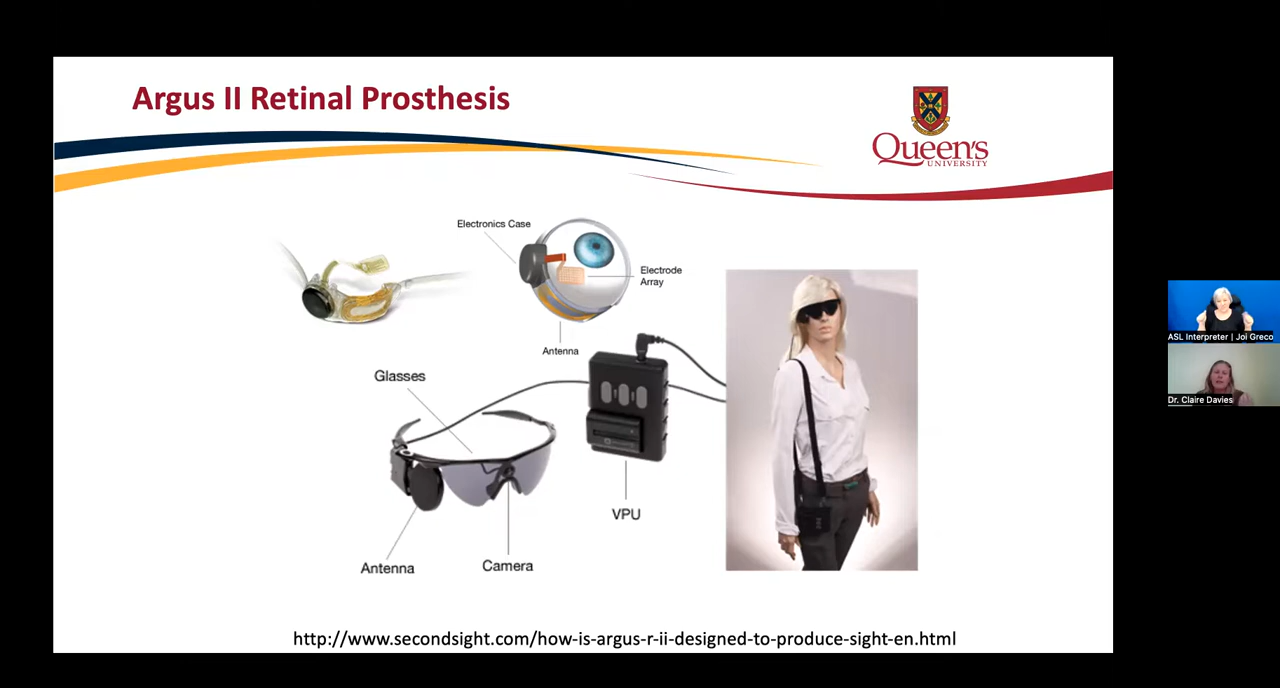 Argus II Retinal Prosthesis
Queen's
UNIVERSITY
Electronics Case
Electrode
Array
Antenna
Glasses
VPU
Antenna
Camera
http://www.secondsight.com/how-is-argus-r-ii-designed-to-produce-sight-en.html
ASL Interpreter | Joi Greco
Dr. Claire Davies